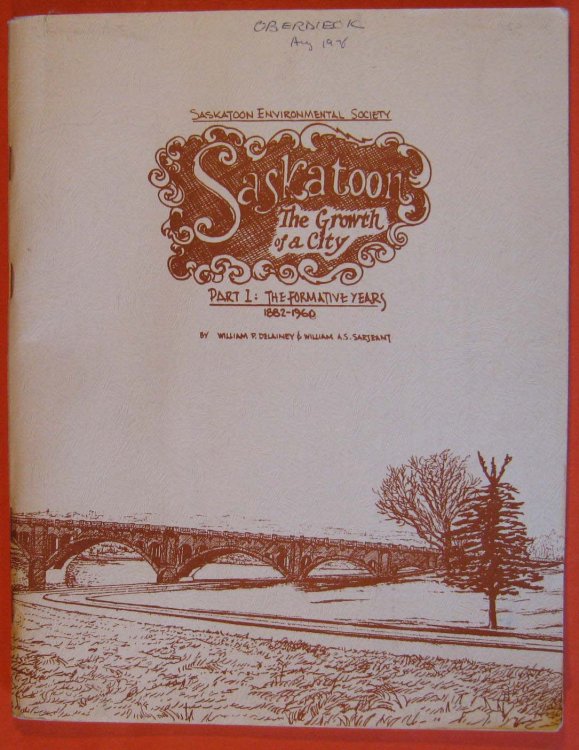 OBERDIECK
Aug
SASKATOON ENVIRONMENTAL SOCIETY
Saskatoon
The Growth
of a City
PART I: THE FORMATIVE YEARS
1882-1960
BY WILLIAM P. DELAINEY & WILLIAM A.S. SARJEANT